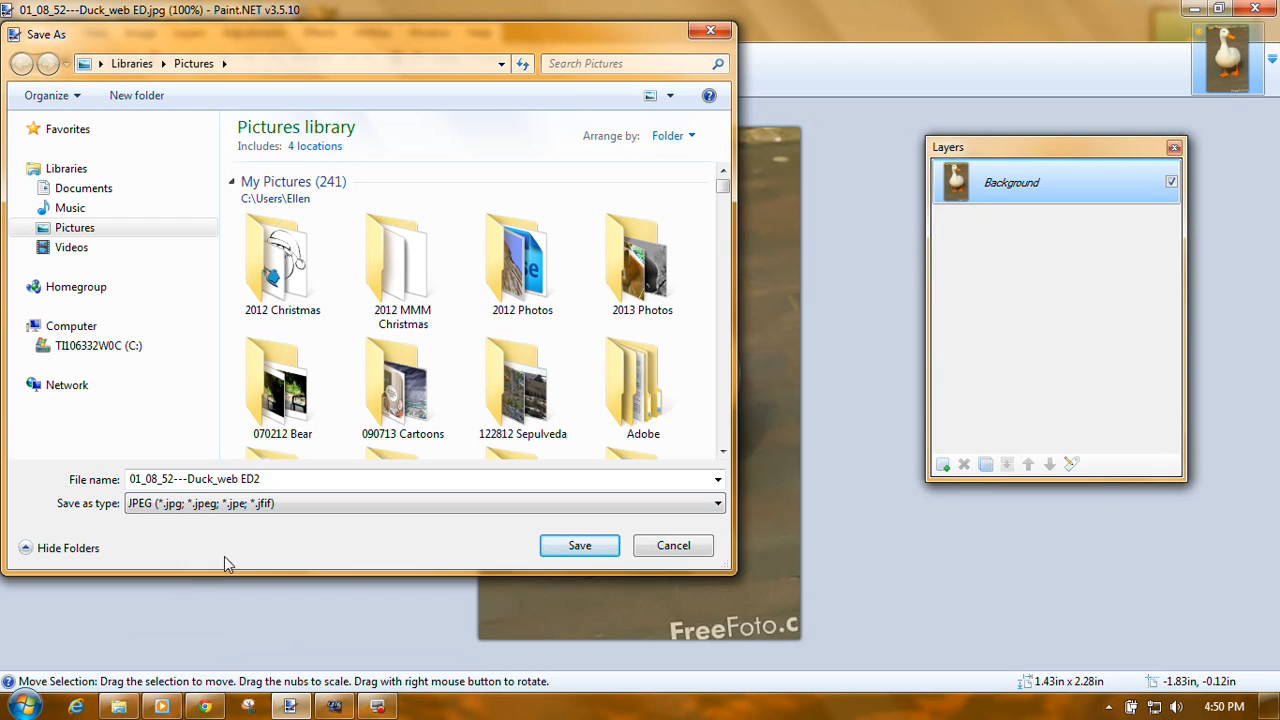 01_08_52---Duck_web ED.jpg (100%) - Paint.NET v3.5.10
Save As
Libraries Pictures
Search Pictures
Organize
New folder
Favorites
Libraries
Documents
Music
Pictures
Videos
Homegroup
Computer
TI106332W0C (C:)
Network
Pictures library
Includes: 4 locations
Arrange by: Folder
My Pictures (241)
C:\Users\Ellen
2012 Christmas
2012 MMM Christmas
2012 Photos
2013 Photos
070212 Bear
090713 Cartoons
122812 Sepulveda
Adobe
File name: 01_08_52---Duck_web ED2
Save as type: JPEG (*.jpg; *.jpeg; *.jpe; *.jfif)
Hide Folders
Save
Cancel
Layers
Background
FreeFoto.c
Move Selection: Drag the selection to move. Drag the nubs to scale. Drag with right mouse button to rotate.
1.43in x 2.28in
-1.83in, -0.12in
4:50 PM